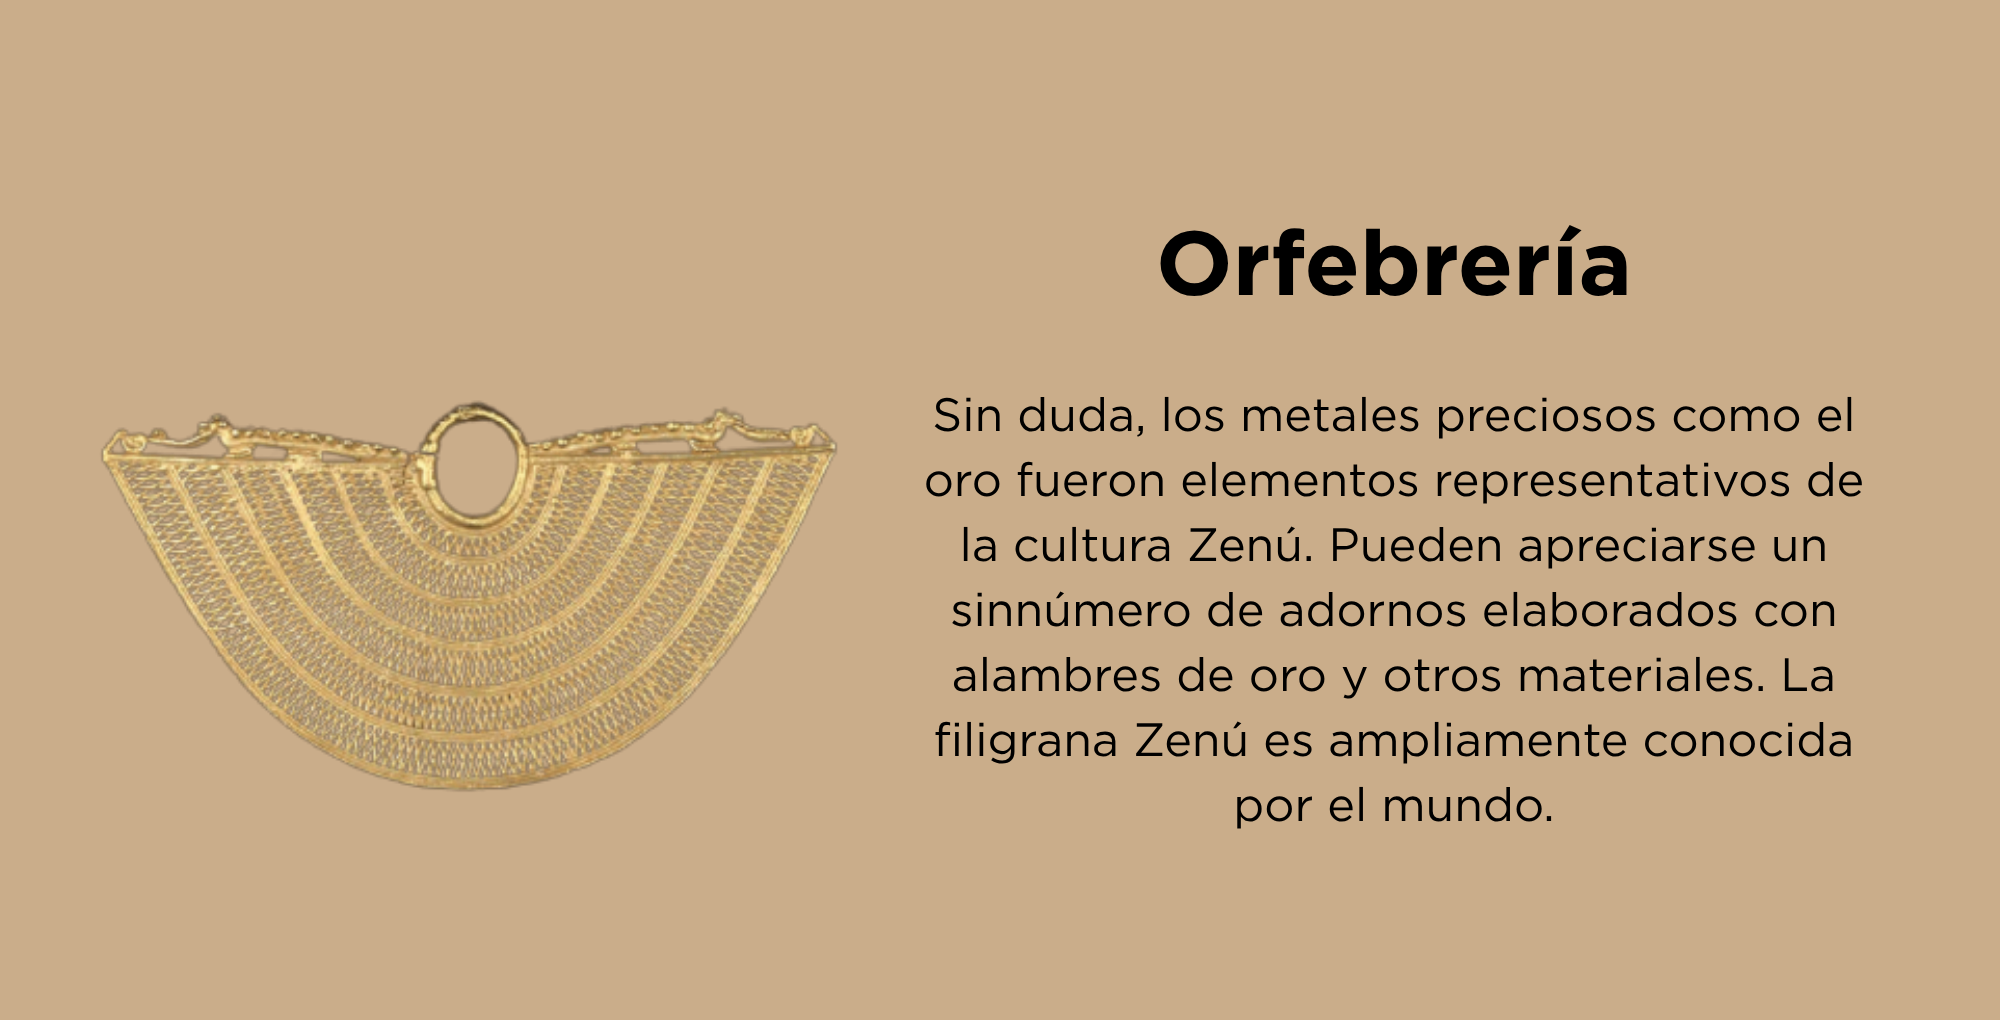 Orfebrería
Sin duda, los metales preciosos como el
oro fueron elementos representativos de
la cultura Zenú. Pueden apreciarse un
sinnúmero de adornos elaborados con
alambres de oro y otros materiales. La
filigrana Zenú es ampliamente conocida
por el mundo.